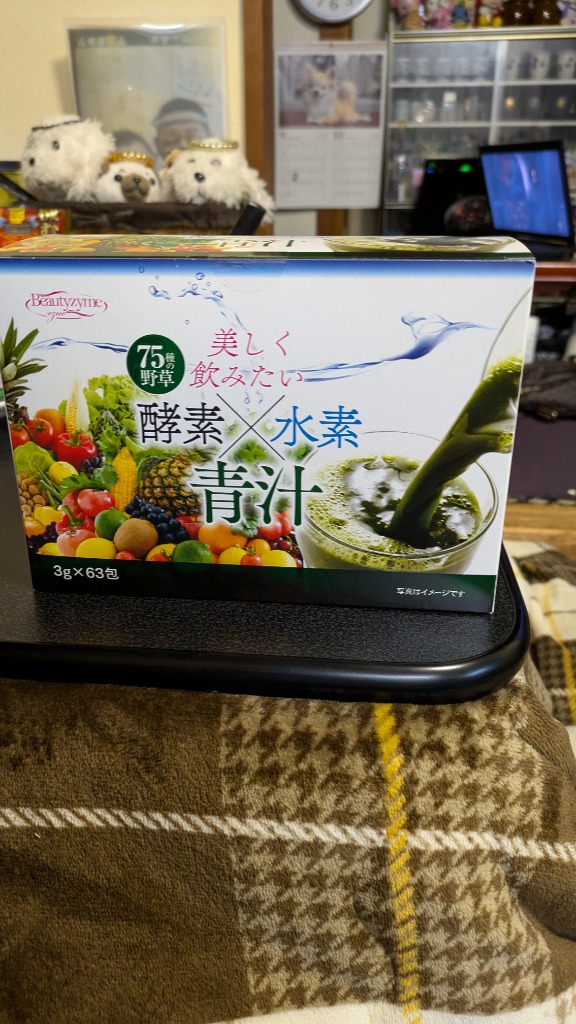 Beautyzyme
75種の
野草
美しく
飲みたい
酵素×水素
青汁
3g×63包
写真はイメージです